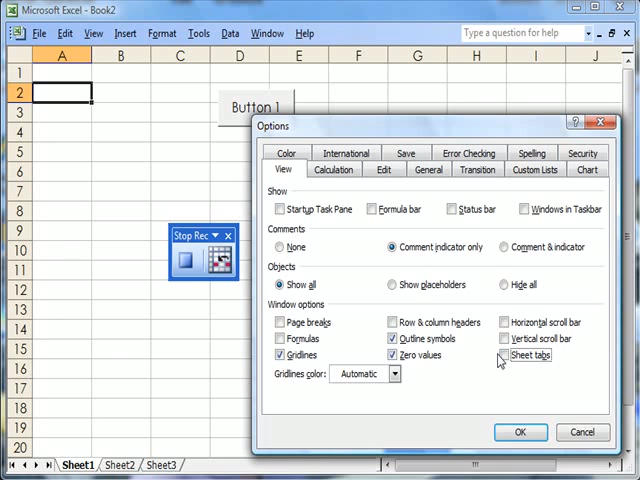 Microsoft Excel - Book2
File Edit View Insert Format Tools Data Window Help Type a question for help
A B C D E F G H I J
1
2
3
4
5
6
7
8
9
10
11
12
13
14
15
16
17
18
19
20
Button 1
Stop Rec
Options
Color International Save Error Checking Spelling Security
View Calculation Edit General Transition Custom Lists Chart
Show
Startup Task Pane Formula bar Status bar Windows in Taskbar
Comments
None Comment indicator only Comment & indicator
Objects
Show all Show placeholders Hide all
Window options
Page breaks Row & column headers Horizontal scroll bar
Formulas Outline symbols Vertical scroll bar
Gridlines Zero values Sheet tabs
Gridlines color: Automatic
OK Cancel
Sheet1 Sheet2 Sheet3